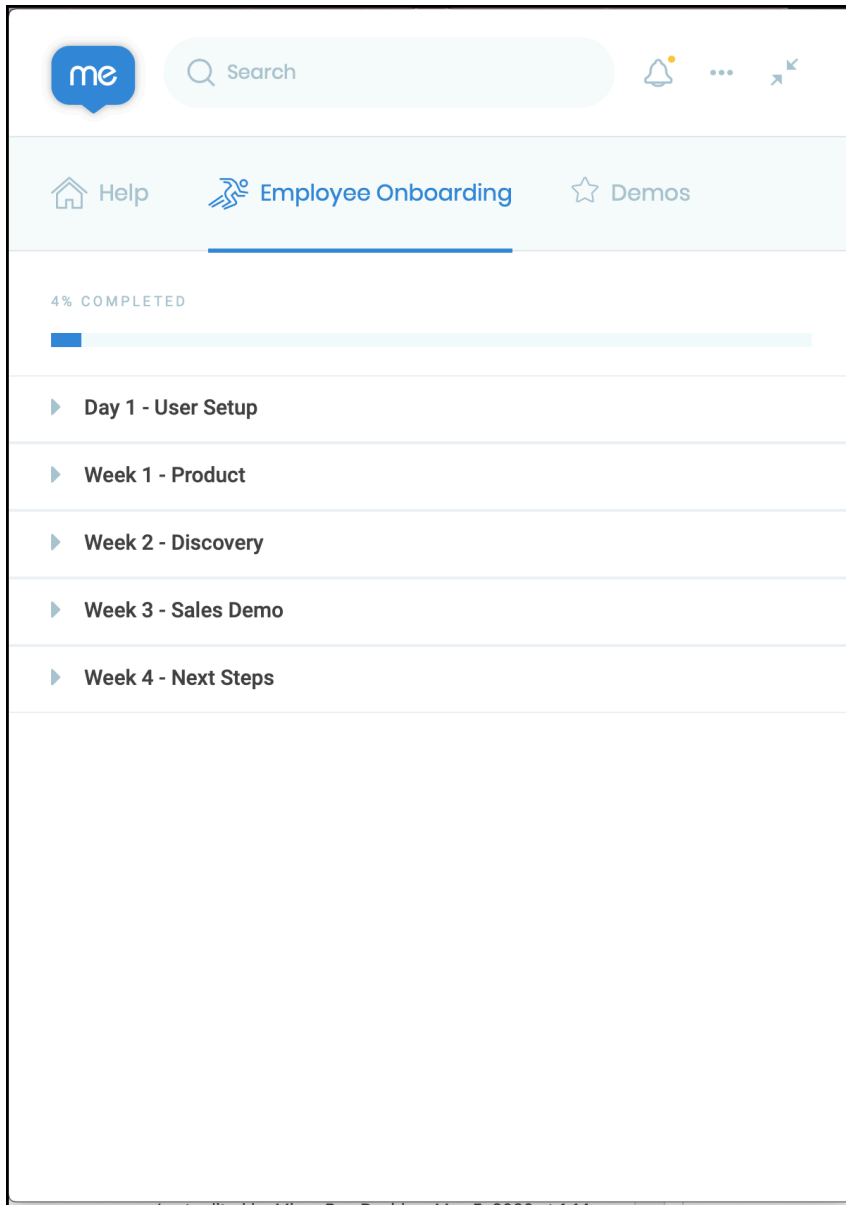 me
Search
Help
Employee Onboarding
Demos
4% COMPLETED
Day 1 - User Setup
Week 1 - Product
Week 2 - Discovery
Week 3 - Sales Demo
Week 4 - Next Steps